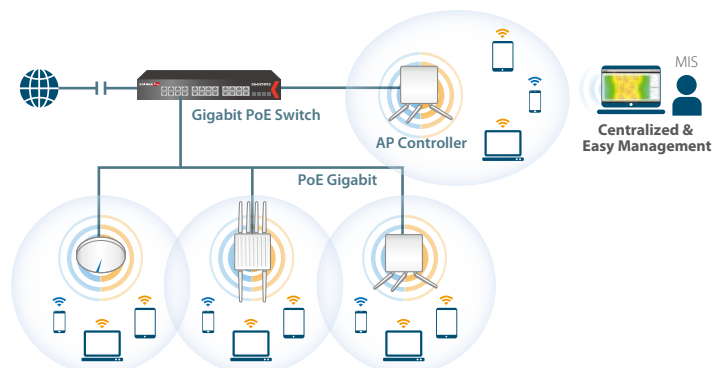 MIS
Gigabit PoE Switch
AP Controller
Centralized &
Easy Management
PoE Gigabit